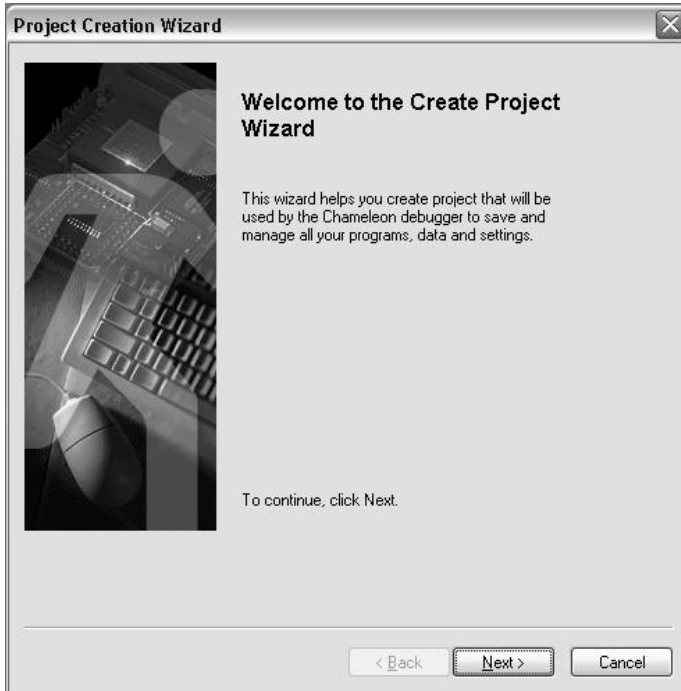 Project Creation Wizard
Welcome to the Create Project
Wizard
This wizard helps you create project that will be
used by the Chameleon debugger to save and
manage all your programs, data and settings.
To continue, click Next.
< Back
Next >
Cancel